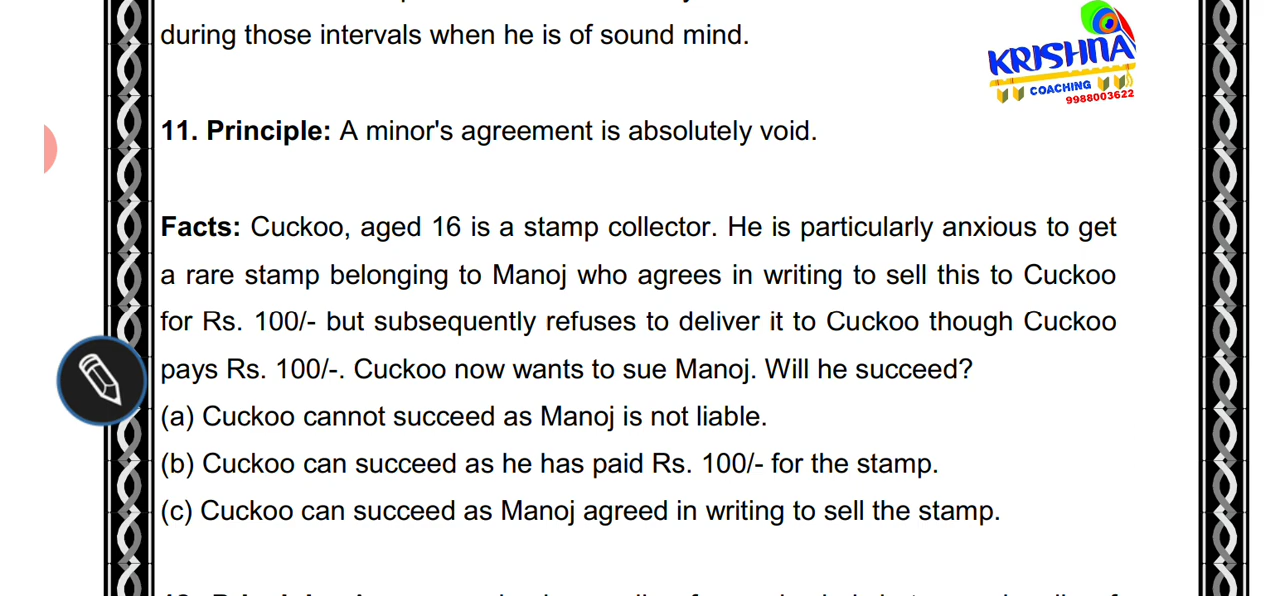 during those intervals when he is of sound mind.
KRISHNA
COACHING
9988003622
11. Principle: A minor's agreement is absolutely void.
Facts: Cuckoo, aged 16 is a stamp collector. He is particularly anxious to get
a rare stamp belonging to Manoj who agrees in writing to sell this to Cuckoo
for Rs. 100/- but subsequently refuses to deliver it to Cuckoo though Cuckoo
pays Rs. 100/-. Cuckoo now wants to sue Manoj. Will he succeed?
(a) Cuckoo cannot succeed as Manoj is not liable.
(b) Cuckoo can succeed as he has paid Rs. 100/- for the stamp.
(c) Cuckoo can succeed as Manoj agreed in writing to sell the stamp.